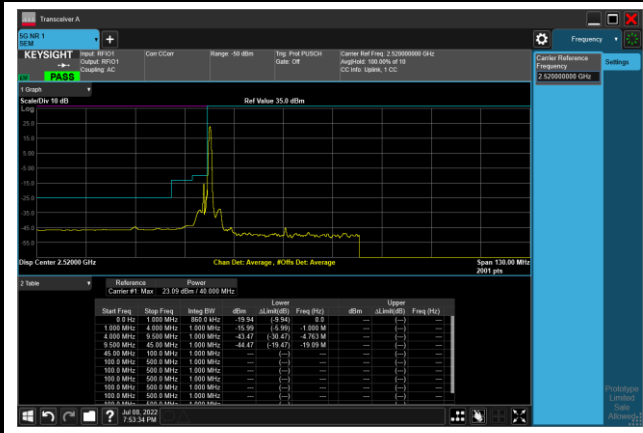 Transceiver A
5G NR 1
SEM
Frequency
KEYSIGHT
Input: RFIO1
Output: RFIO1
Coupling: AC
Corr CCorr
Range: -50 dBm
Trig: Prd PUSCH
Gate: Off
Carrier Ref Freq: 2.520000000 GHz
Avg|Hold: 100.00% of 10
CC Info: Uplink, 1 CC
PASS
Carrier Reference
Frequency
2.520000000 GHz
Settings
1 Graph
Scale/Div 10 dB
Ref Value 35.0 dBm
Log
25.0
15.0
5.00
-5.00
-15.0
-25.0
-35.0
-45.0
-55.0
Disp Center 2.52000 GHz
Chan Det: Average , #Offs Det: Average
Span 130.00 MHz
2001 pts
2 Table
Reference Power
Carrier #1: Max 23.09 dBm / 40.000 MHz
Lower Upper
Start Freq Stop Freq Integ BW dBm ΔLimit(dB) Freq (Hz) dBm ΔLimit(dB) Freq (Hz)
0.0 Hz 1.000 MHz 860.0 kHz -19.94 (-9.94) 0.0 --- (---) ---
1.000 MHz 4.000 MHz 1.000 MHz -15.99 (-5.99) -1.000 M --- (---) ---
4.000 MHz 9.500 MHz 1.000 MHz -43.47 (-30.47) -4.763 M --- (---) ---
9.500 MHz 45.00 MHz 1.000 MHz -44.47 (-19.47) -19.09 M --- (---) ---
45.00 MHz 100.0 MHz 1.000 MHz --- (---) --- --- (---) ---
100.0 MHz 500.0 MHz 1.000 MHz --- (---) --- --- (---) ---
100.0 MHz 500.0 MHz 1.000 MHz --- (---) --- --- (---) ---
100.0 MHz 500.0 MHz 1.000 MHz --- (---) --- --- (---) ---
100.0 MHz 500.0 MHz 1.000 MHz --- (---) --- --- (---) ---
Jul 08, 2022
7:53:34 PM
Prototype
Limited
Sale
Allowed